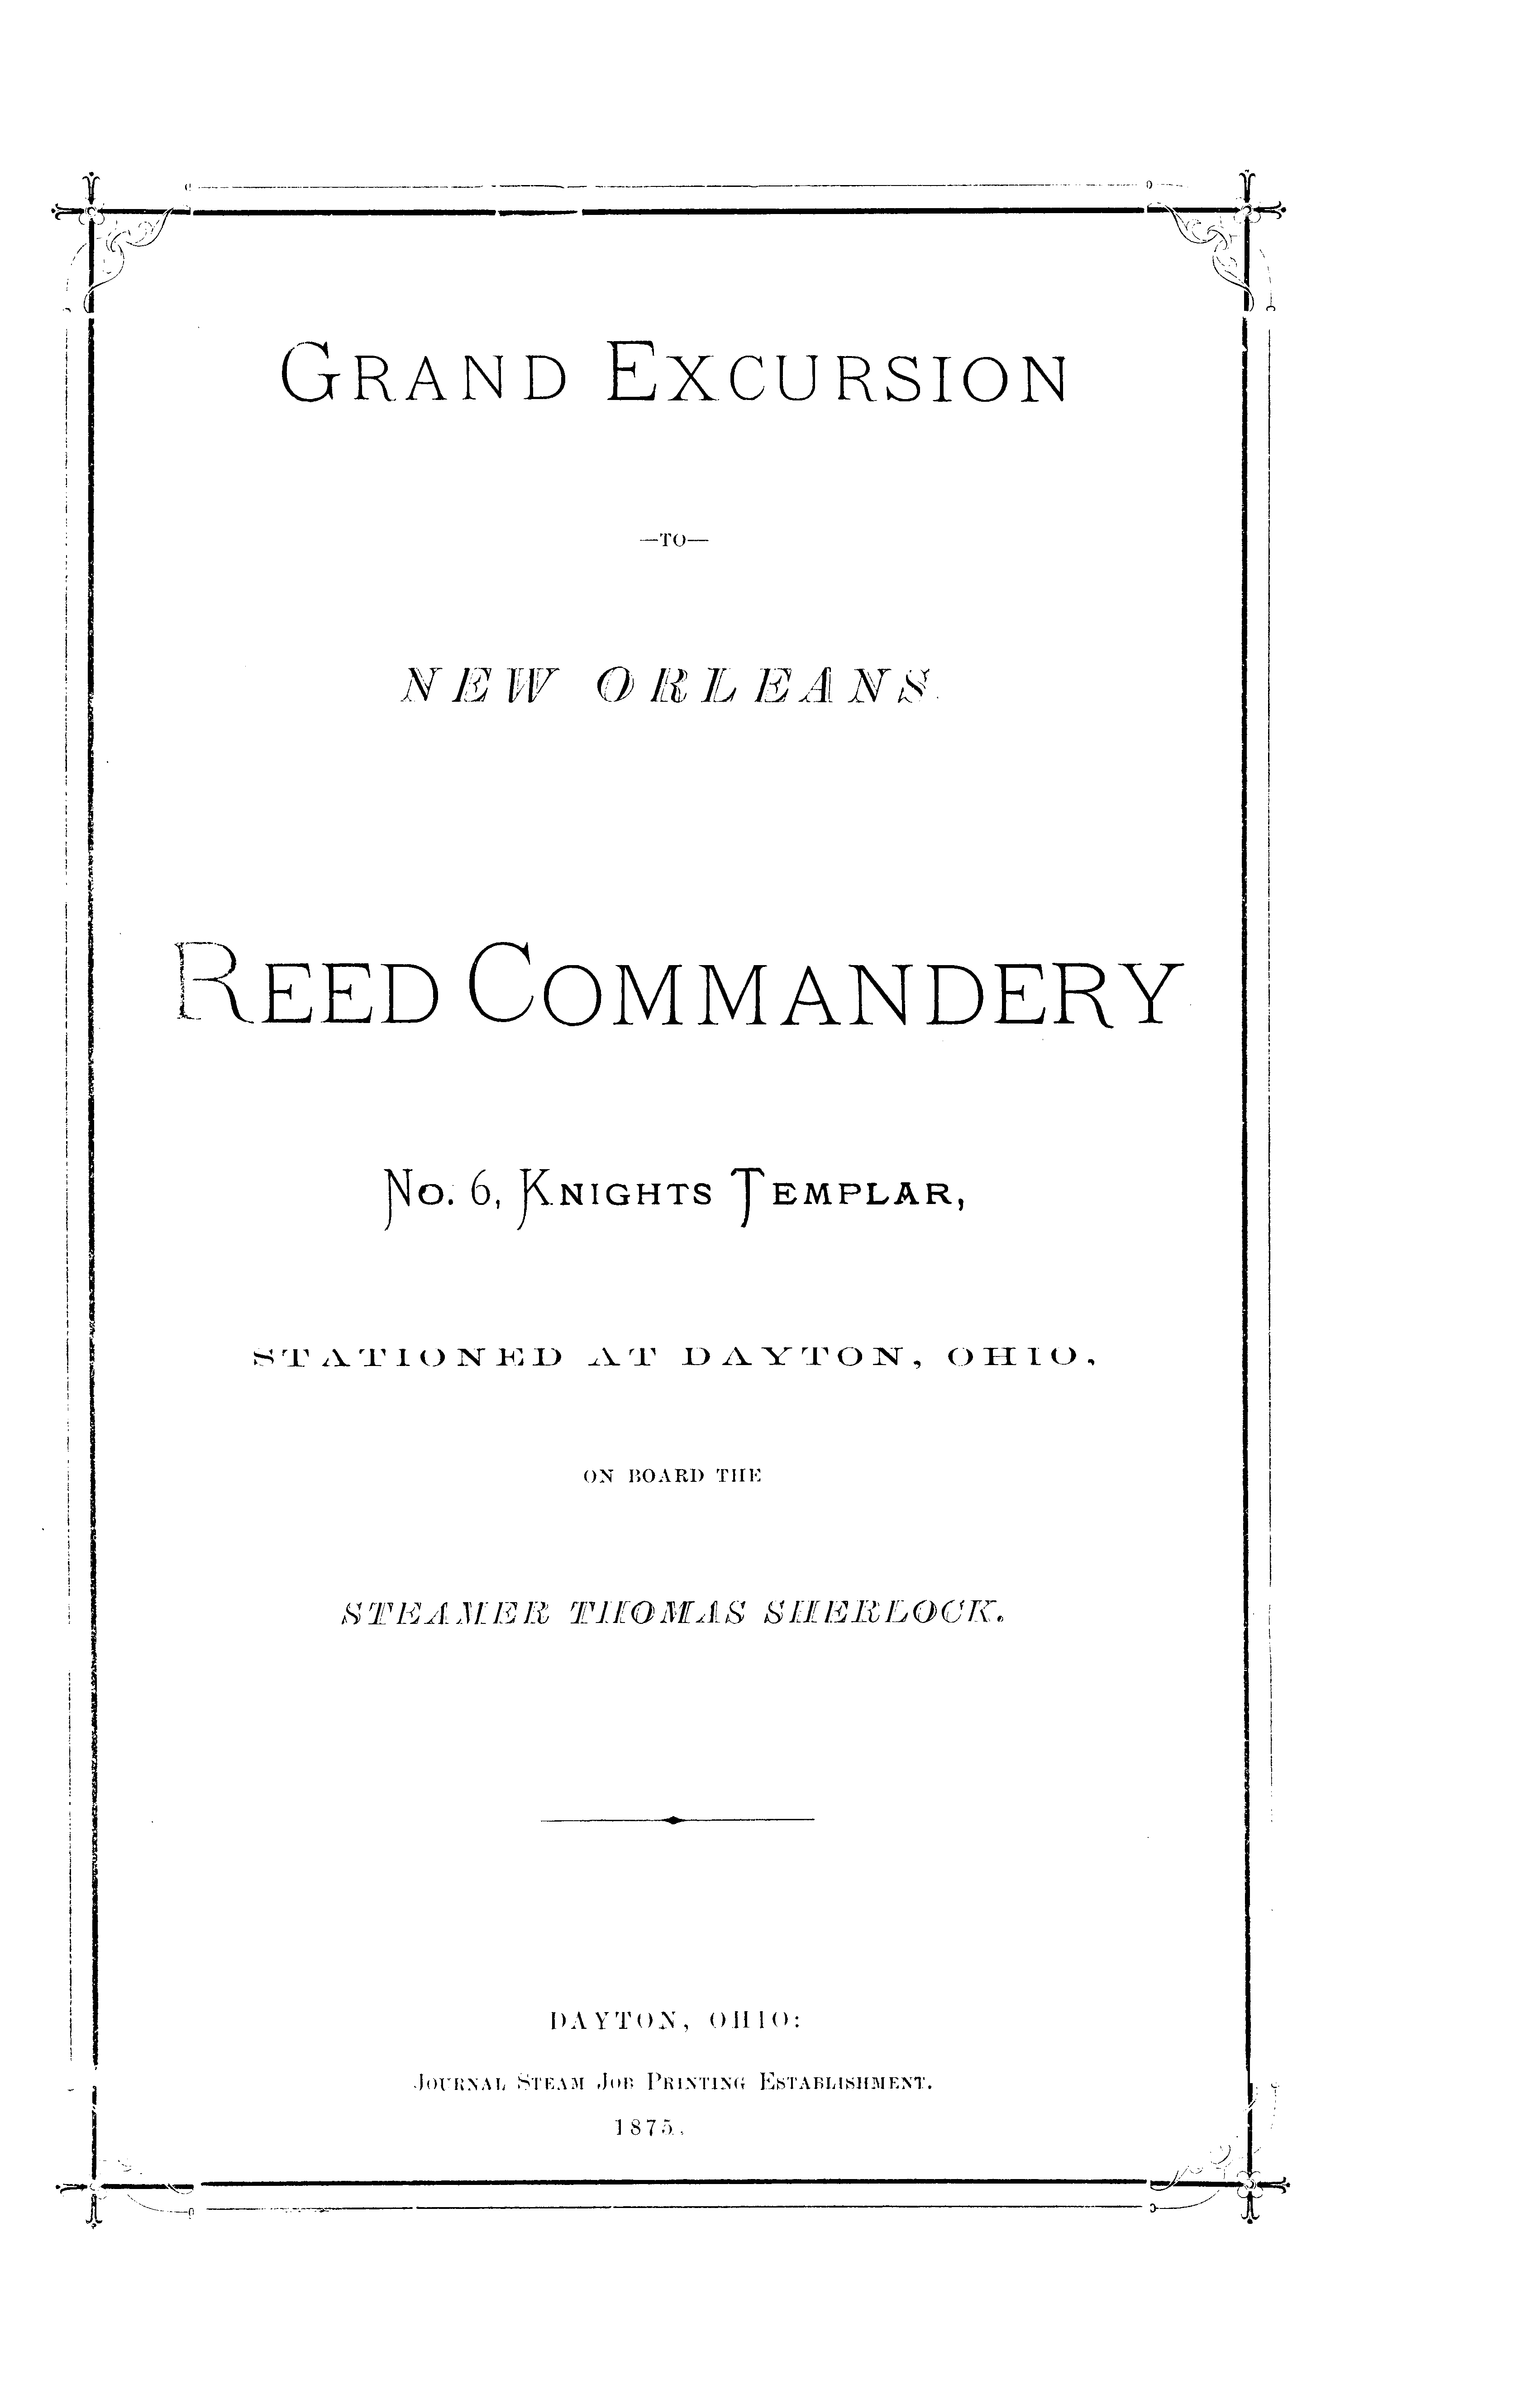 GRAND EXCURSION
—TO—
NEW ORLEANS.
REED COMMANDERY
No. 6, KNIGHTS TEMPLAR,
STATIONED AT DAYTON, OHIO,
ON BOARD THE
STEAMER THOMAS SHERLOCK.
DAYTON, OHIO:
JOURNAL STEAM JOB PRINTING ESTABLISHMENT.
1875.